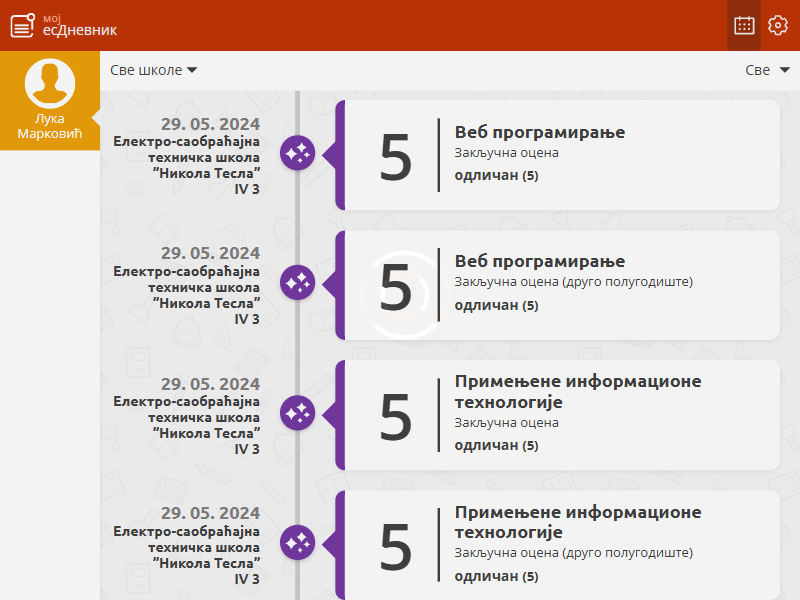 мој
есДневник
Лука
Марковић
Све школе
Све
29. 05. 2024
Електро-саобраћајна
техничка школа
”Никола Тесла”
IV 3
5
Веб програмирање
Закључна оцена
одличан (5)
29. 05. 2024
Електро-саобраћајна
техничка школа
”Никола Тесла”
IV 3
5
Веб програмирање
Закључна оцена (друго полугодиште)
одличан (5)
29. 05. 2024
Електро-саобраћајна
техничка школа
”Никола Тесла”
IV 3
5
Примењене информационе
технологије
Закључна оцена
одличан (5)
29. 05. 2024
Електро-саобраћајна
техничка школа
”Никола Тесла”
IV 3
5
Примењене информационе
технологије
Закључна оцена (друго полугодиште)
одличан (5)